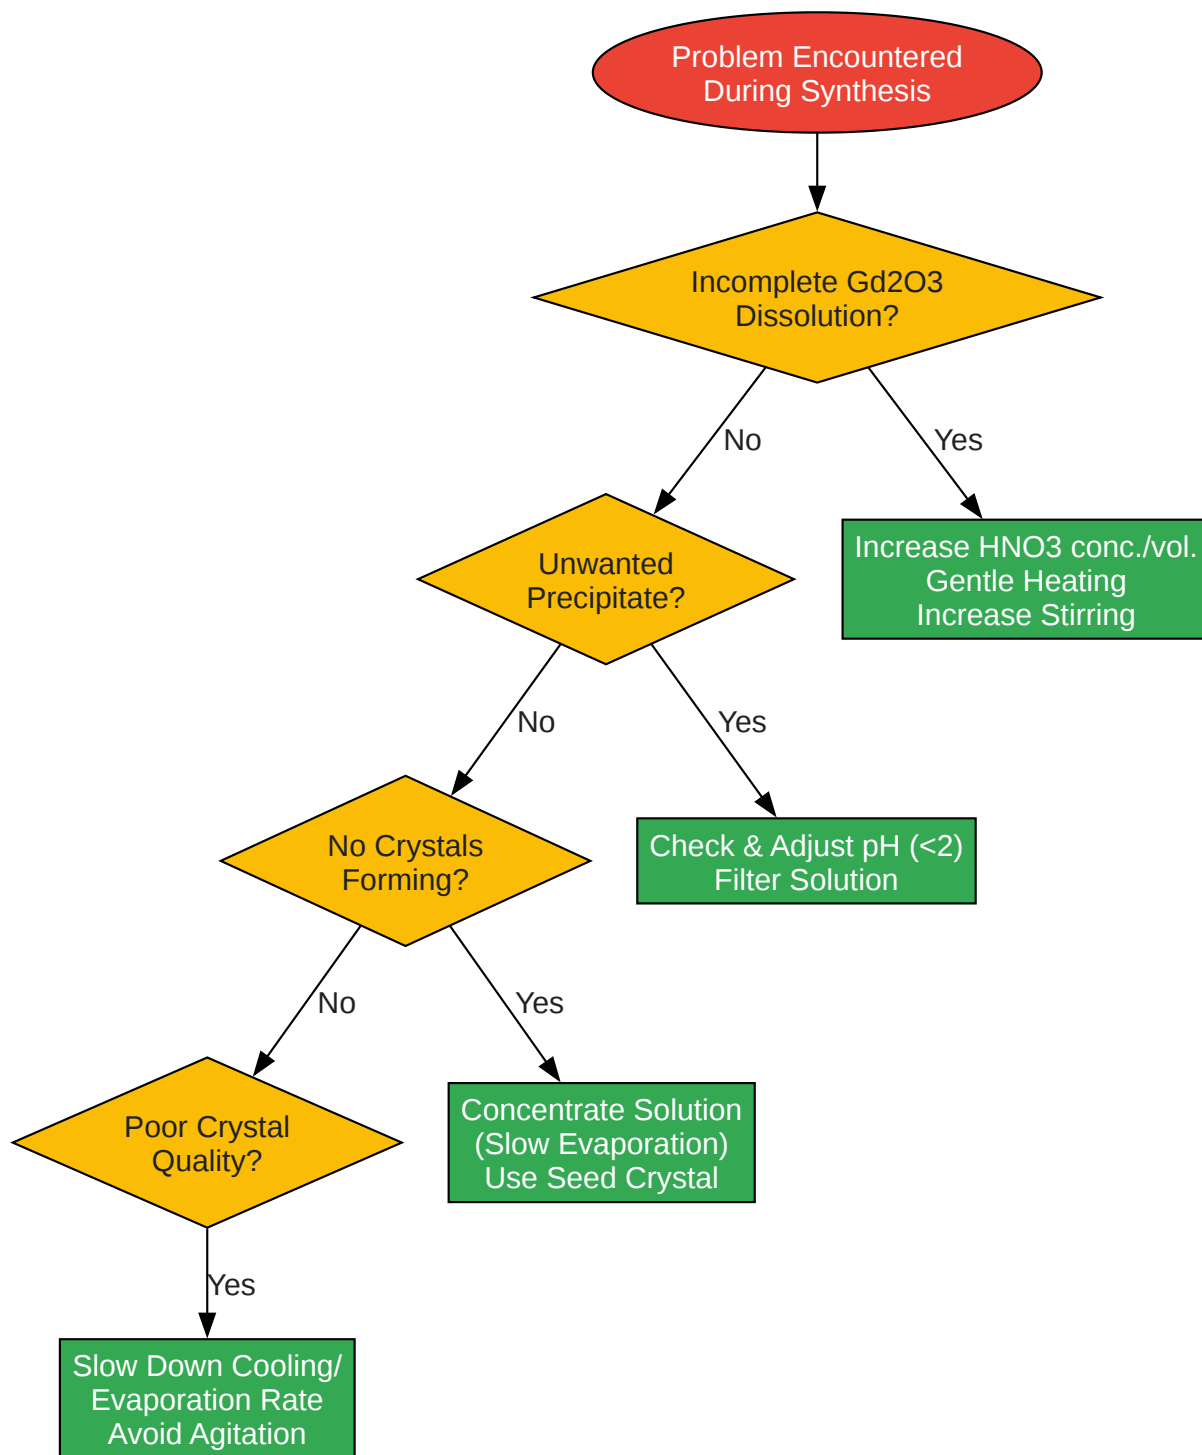 Problem Encountered
During Synthesis
Incomplete Gd2O3
Dissolution?
No
Yes
Unwanted
Precipitate?
Increase HNO3 conc./vol.
Gentle Heating
Increase Stirring
No
Yes
No Crystals
Forming?
Check & Adjust pH (<2)
Filter Solution
No
Yes
Poor Crystal
Quality?
Concentrate Solution
(Slow Evaporation)
Use Seed Crystal
Yes
Slow Down Cooling/
Evaporation Rate
Avoid Agitation